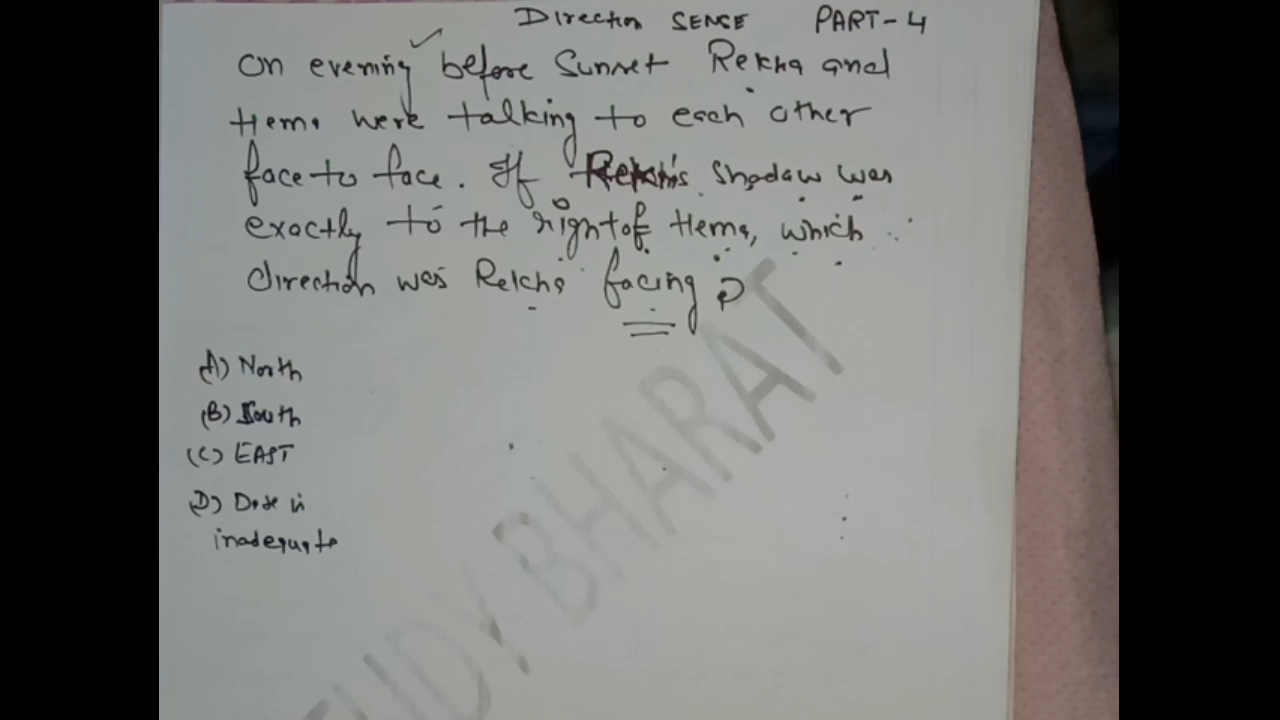 Direction SENSE PART-4
On evening before Sunset Rekha and
Hema were talking to each other
face to face. If Rekha's shadow was
exactly to the right of Hema, which
direction was Rekha facing ?
(A) North
(B) South
(C) EAST
(D) Data is
inadequate
STUDY BHARAT